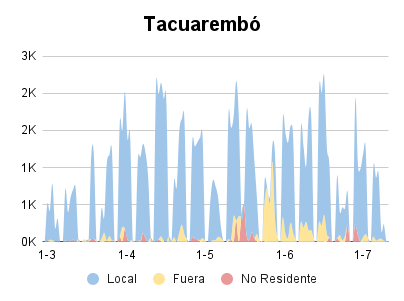 Tacuarembó
3K
2K
2K
1K
1K
0K
1-3 1-4 1-5 1-6 1-7
Local Fuera No Residente